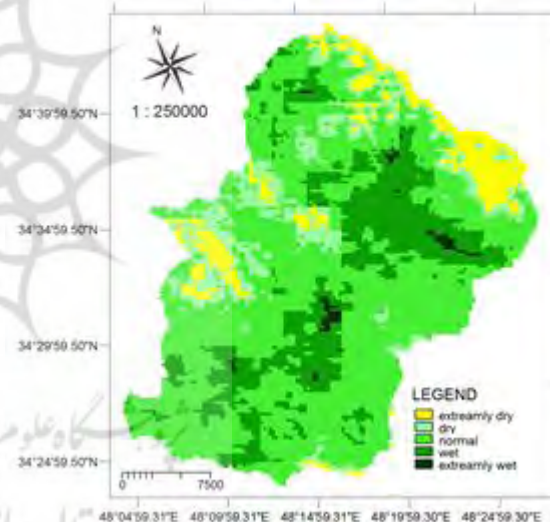 N
1 : 250000
34°39'59.50"N
34°34'59.50"N
34°29'59.50"N
34°24'59.50"N
LEGEND
extreamly dry
dry
normal
wet
extreamly wet
0 7500
48°04'59.31"E 48°09'59.31"E 48°14'59.31"E 48°19'59.30"E 48°24'59.30"E